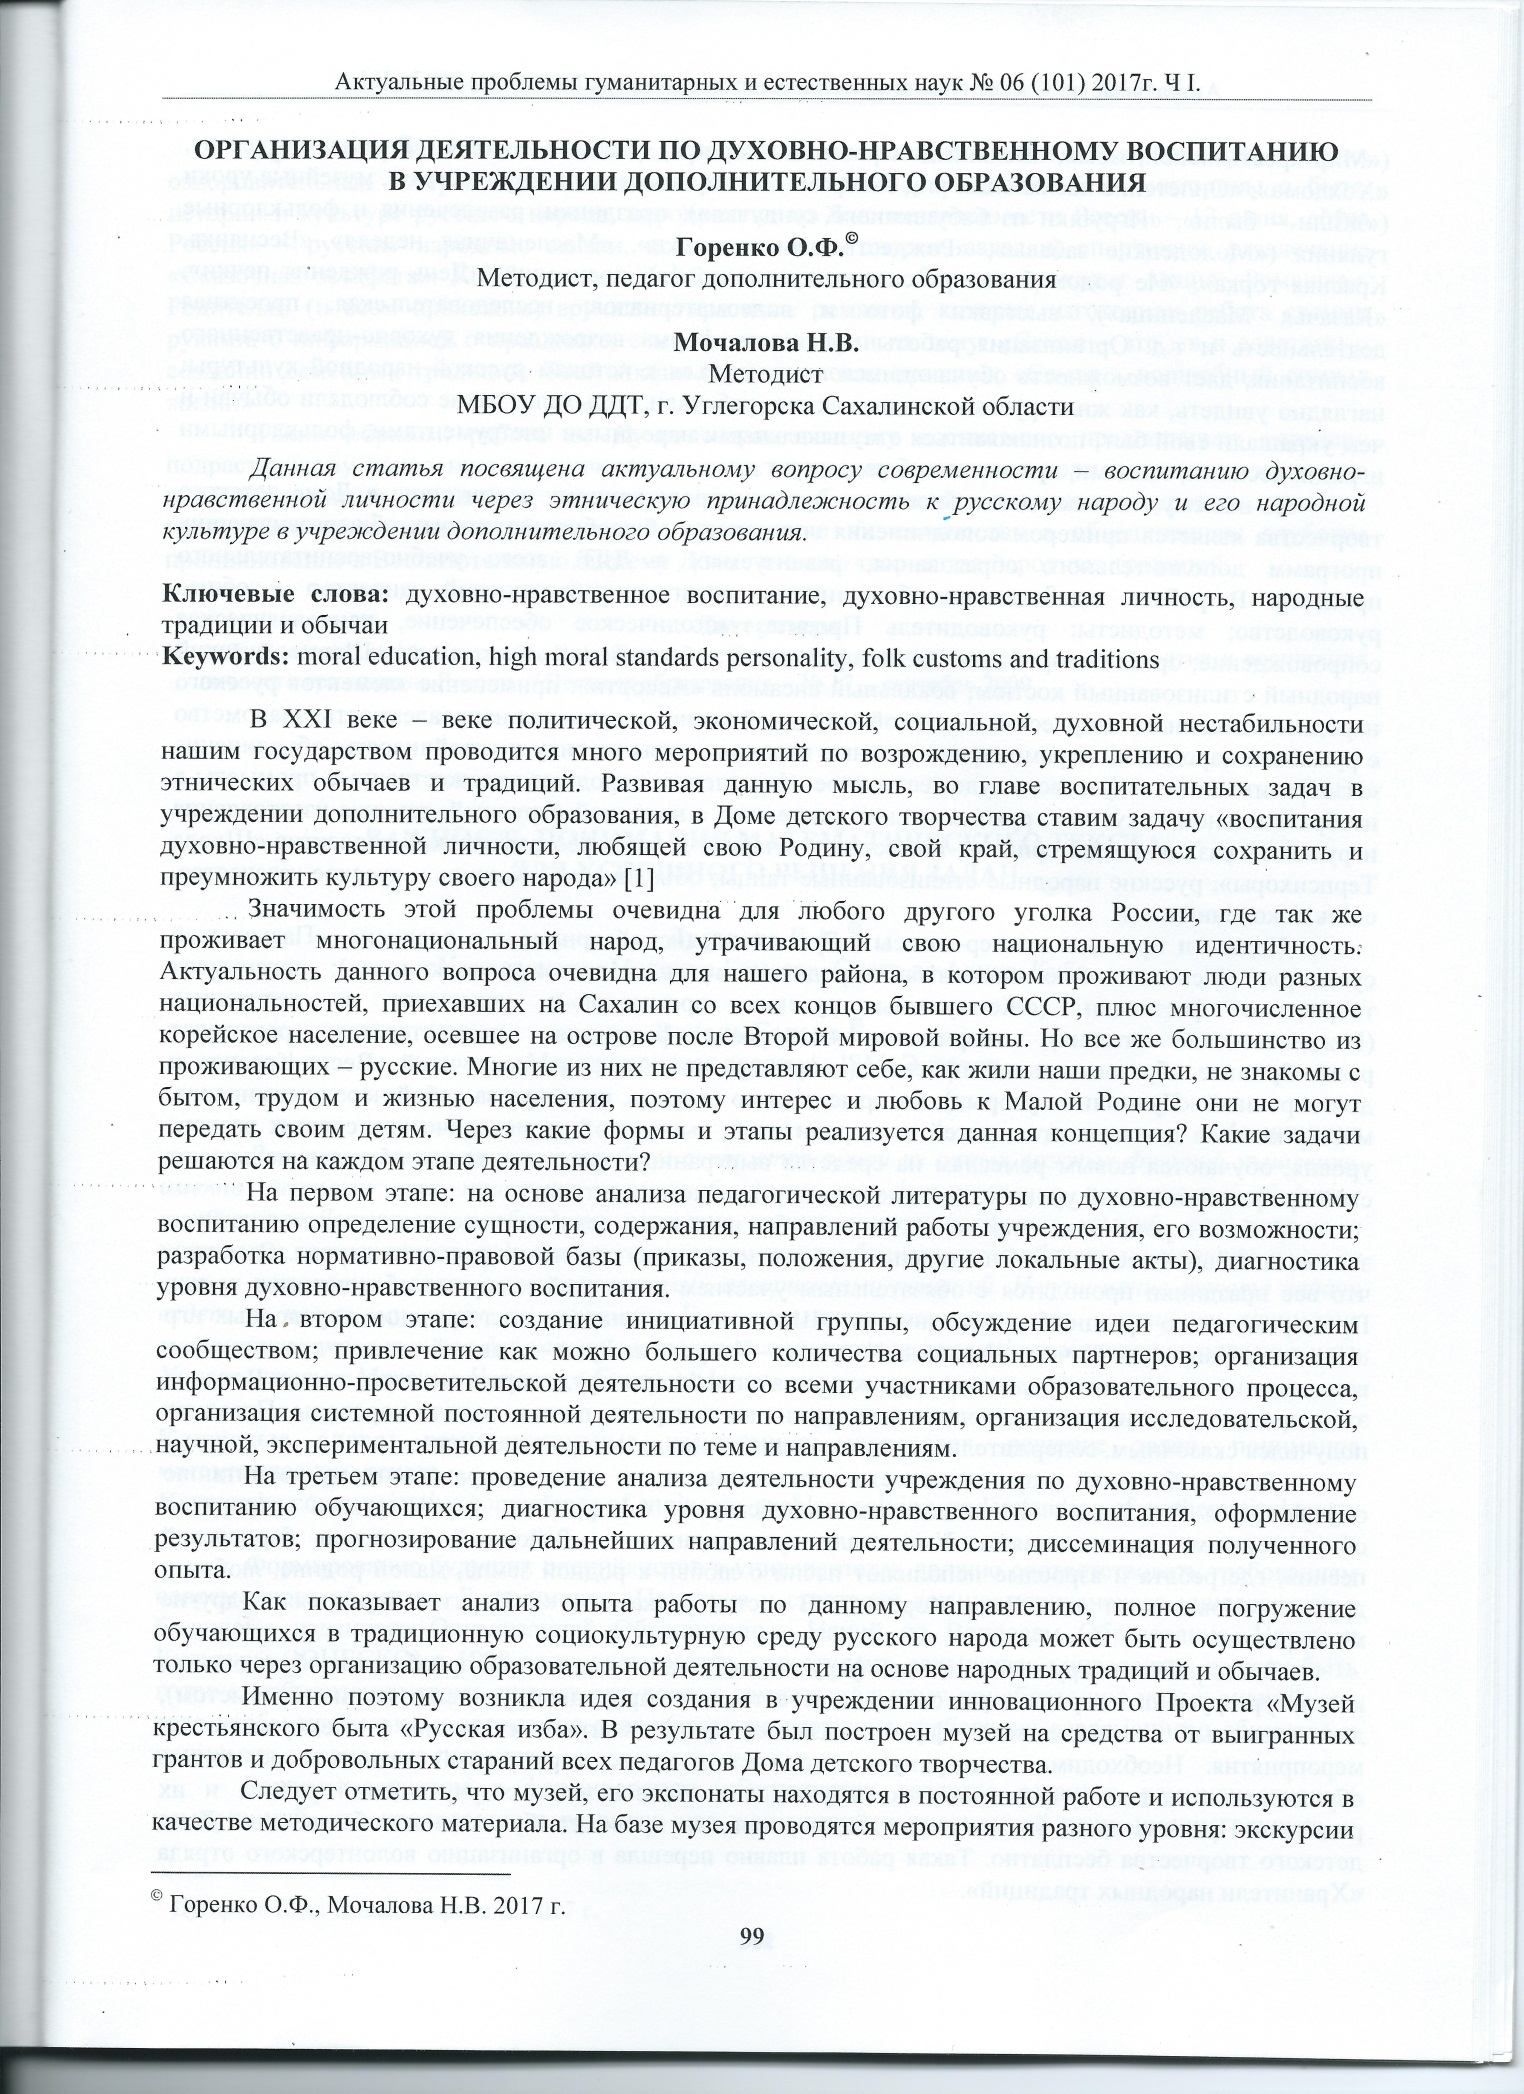 Актуальные проблемы гуманитарных и естественных наук № 06 (101) 2017г. Ч I.
ОРГАНИЗАЦИЯ ДЕЯТЕЛЬНОСТИ ПО ДУХОВНО-НРАВСТВЕННОМУ ВОСПИТАНИЮ
В УЧРЕЖДЕНИИ ДОПОЛНИТЕЛЬНОГО ОБРАЗОВАНИЯ
Горенко О.Ф.©
Методист, педагог дополнительного образования
Мочалова Н.В.
Методист
МБОУ ДО ДДТ, г. Углегорска Сахалинской области
Данная статья посвящена актуальному вопросу современности – воспитанию духовно-
нравственной личности через этническую принадлежность к русскому народу и его народной
культуре в учреждении дополнительного образования.
Ключевые слова: духовно-нравственное воспитание, духовно-нравственная личность, народные
традиции и обычаи
Keywords: moral education, high moral standards personality, folk customs and traditions
В XXI веке – веке политической, экономической, социальной, духовной нестабильности
нашим государством проводится много мероприятий по возрождению, укреплению и сохранению
этнических обычаев и традиций. Развивая данную мысль, во главе воспитательных задач в
учреждении дополнительного образования, в Доме детского творчества ставим задачу «воспитания
духовно-нравственной личности, любящей свою Родину, свой край, стремящуюся сохранить и
преумножить культуру своего народа» [1]
Значимость этой проблемы очевидна для любого другого уголка России, где так же
проживает многонациональный народ, утрачивающий свою национальную идентичность.
Актуальность данного вопроса очевидна для нашего района, в котором проживают люди разных
национальностей, приехавших на Сахалин со всех концов бывшего СССР, плюс многочисленное
корейское население, осевшее на острове после Второй мировой войны. Но все же большинство из
проживающих – русские. Многие из них не представляют себе, как жили наши предки, не знакомы с
бытом, трудом и жизнью населения, поэтому интерес и любовь к Малой Родине они не могут
передать своим детям. Через какие формы и этапы реализуется данная концепция? Какие задачи
решаются на каждом этапе деятельности?
На первом этапе: на основе анализа педагогической литературы по духовно-нравственному
воспитанию определение сущности, содержания, направлений работы учреждения, его возможности;
разработка нормативно-правовой базы (приказы, положения, другие локальные акты), диагностика
уровня духовно-нравственного воспитания.
На втором этапе: создание инициативной группы, обсуждение идеи педагогическим
сообществом; привлечение как можно большего количества социальных партнеров; организация
информационно-просветительской деятельности со всеми участниками образовательного процесса,
организация системной постоянной деятельности по направлениям, организация исследовательской,
научной, экспериментальной деятельности по теме и направлениям.
На третьем этапе: проведение анализа деятельности учреждения по духовно-нравственному
воспитанию обучающихся; диагностика уровня духовно-нравственного воспитания, оформление
результатов; прогнозирование дальнейших направлений деятельности; диссеминация полученного
опыта.
Как показывает анализ опыта работы по данному направлению, полное погружение
обучающихся в традиционную социокультурную среду русского народа может быть осуществлено
только через организацию образовательной деятельности на основе народных традиций и обычаев.
Именно поэтому возникла идея создания в учреждении инновационного Проекта «Музей
крестьянского быта «Русская изба». В результате был построен музей на средства от выигранных
грантов и добровольных стараний всех педагогов Дома детского творчества.
Следует отметить, что музей, его экспонаты находятся в постоянной работе и используются в
качестве методического материала. На базе музея проводятся мероприятия разного уровня: экскурсии
© Горенко О.Ф., Мочалова Н.В. 2017 г.
99